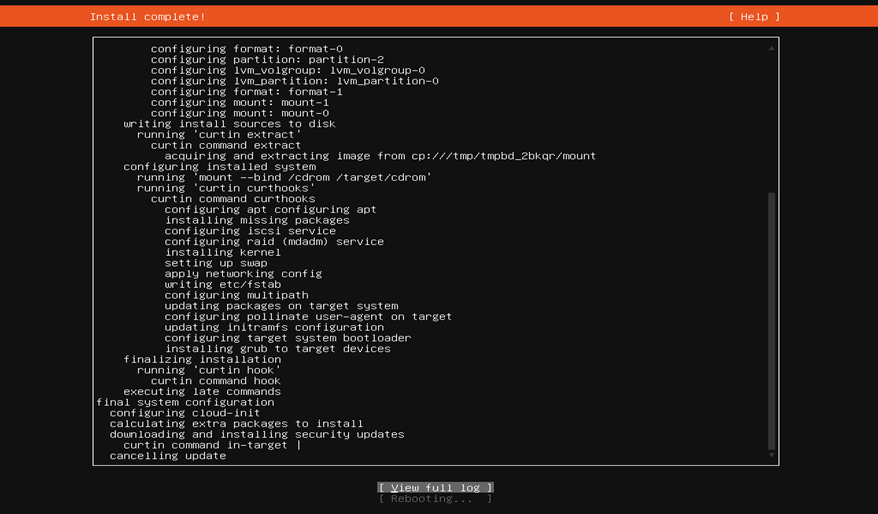 Install complete! [ Help ]
configuring format: format-0
configuring partition: partition-2
configuring lvm_volgroup: lvm_volgroup-0
configuring lvm_partition: lvm_partition-0
configuring format: format-1
configuring mount: mount-1
configuring mount: mount-0
writing install sources to disk
running 'curtin extract'
curtin command extract
acquiring and extracting image from cp:///tmp/tmpbd_2bkqr/mount
configuring installed system
running 'mount --bind /cdrom /target/cdrom'
running 'curtin curthooks'
curtin command curthooks
configuring apt configuring apt
installing missing packages
configuring iscsi service
configuring raid (mdadm) service
installing kernel
setting up swap
apply networking config
writing etc/fstab
configuring multipath
updating packages on target system
configuring pollinate user-agent on target
updating initramfs configuration
configuring target system bootloader
installing grub to target devices
finalizing installation
running 'curtin hook'
curtin command hook
executing late commands
final system configuration
configuring cloud-init
calculating extra packages to install
downloading and installing security updates
curtin command in-target |
cancelling update
[ View full log ]
[ Rebooting... ]